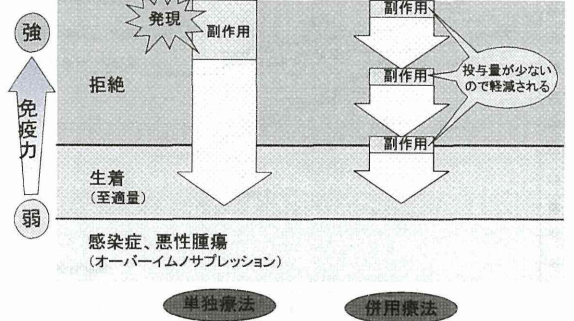 強
免疫力
弱
発現
副作用
副作用
副作用
副作用
投与量が少ない
ので軽減される
拒絶
生着
(至適量)
感染症、悪性腫瘍
(オーバーイムノサプレッション)
単独療法
併用療法